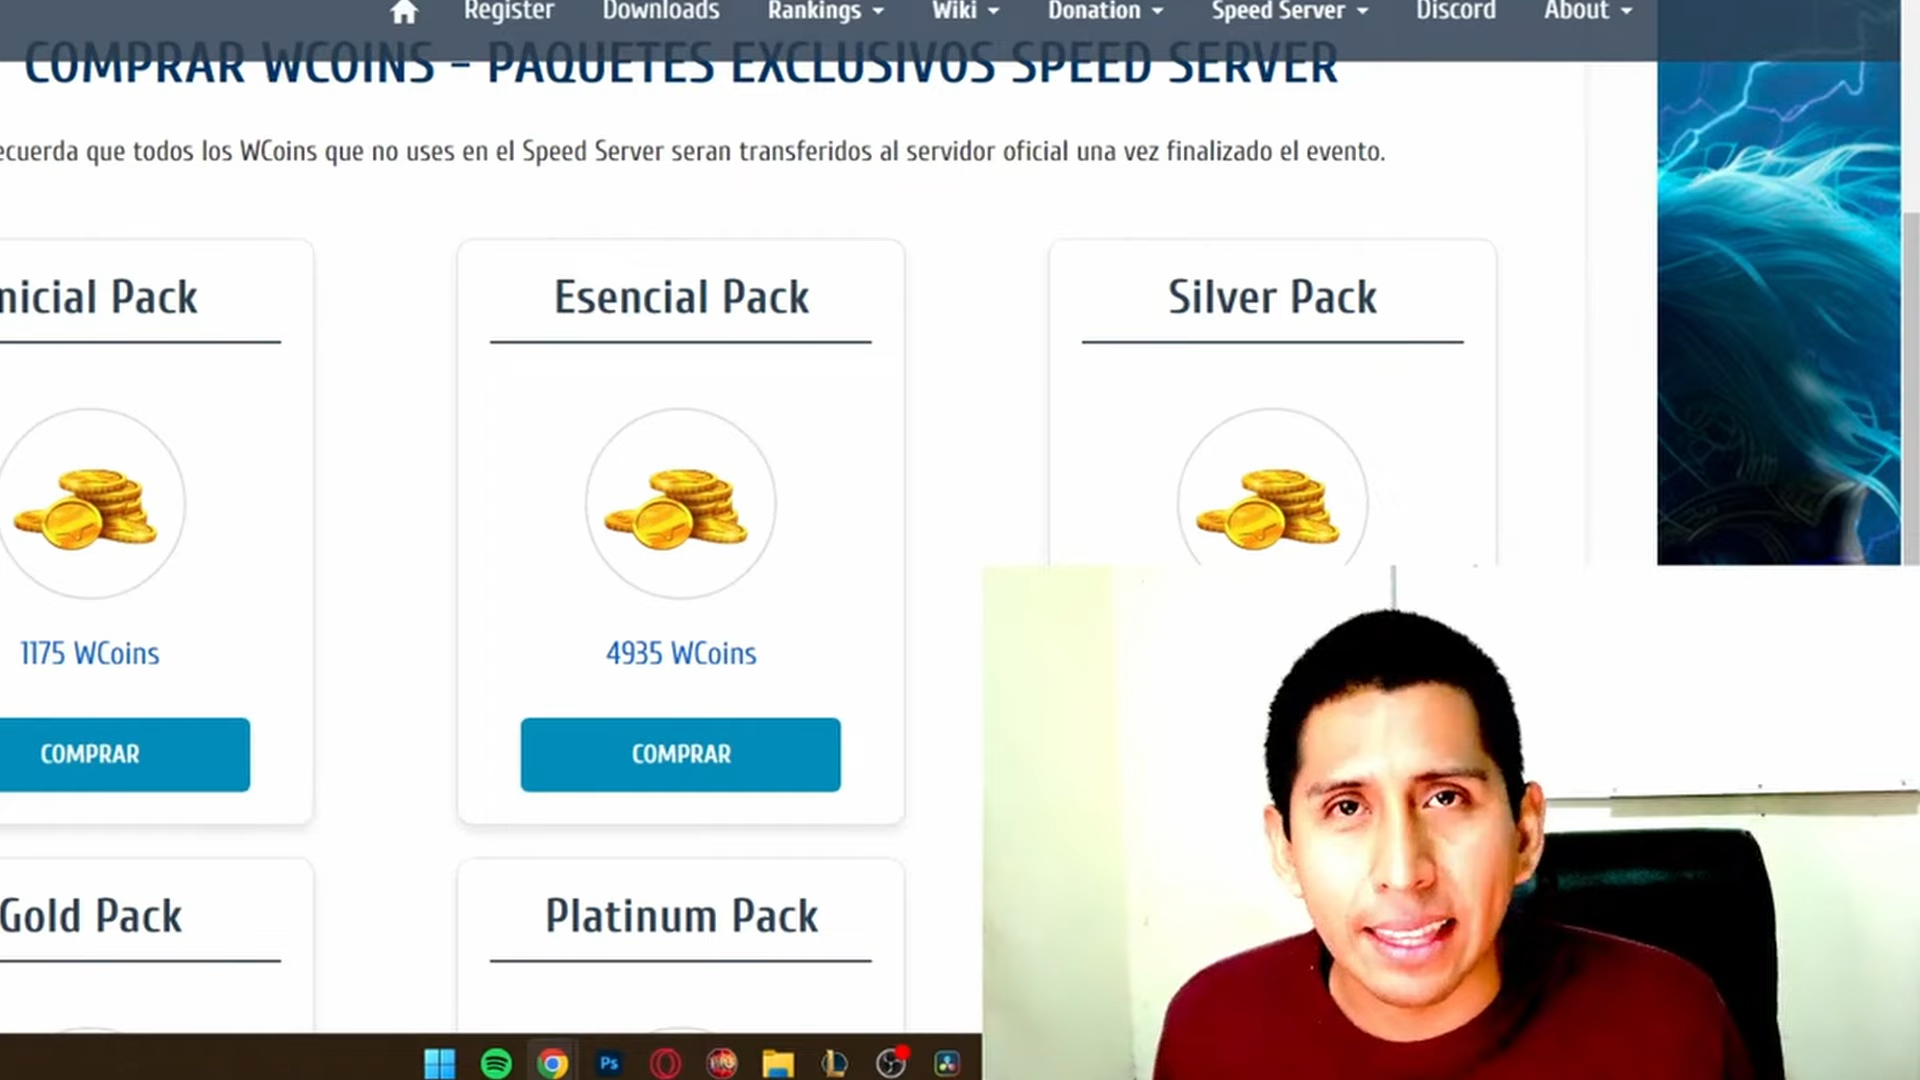 Register Downloads Rankings Wiki Donation Speed Server Discord About
COMPRAR WCOINS - PAQUETES EXCLUSIVOS SPEED SERVER
ecuerda que todos los WCoins que no uses en el Speed Server seran transferidos al servidor oficial una vez finalizado el evento.
nicial Pack
Esencial Pack
Silver Pack
1175 WCoins
4935 WCoins
COMPRAR
COMPRAR
Gold Pack
Platinum Pack
Ps